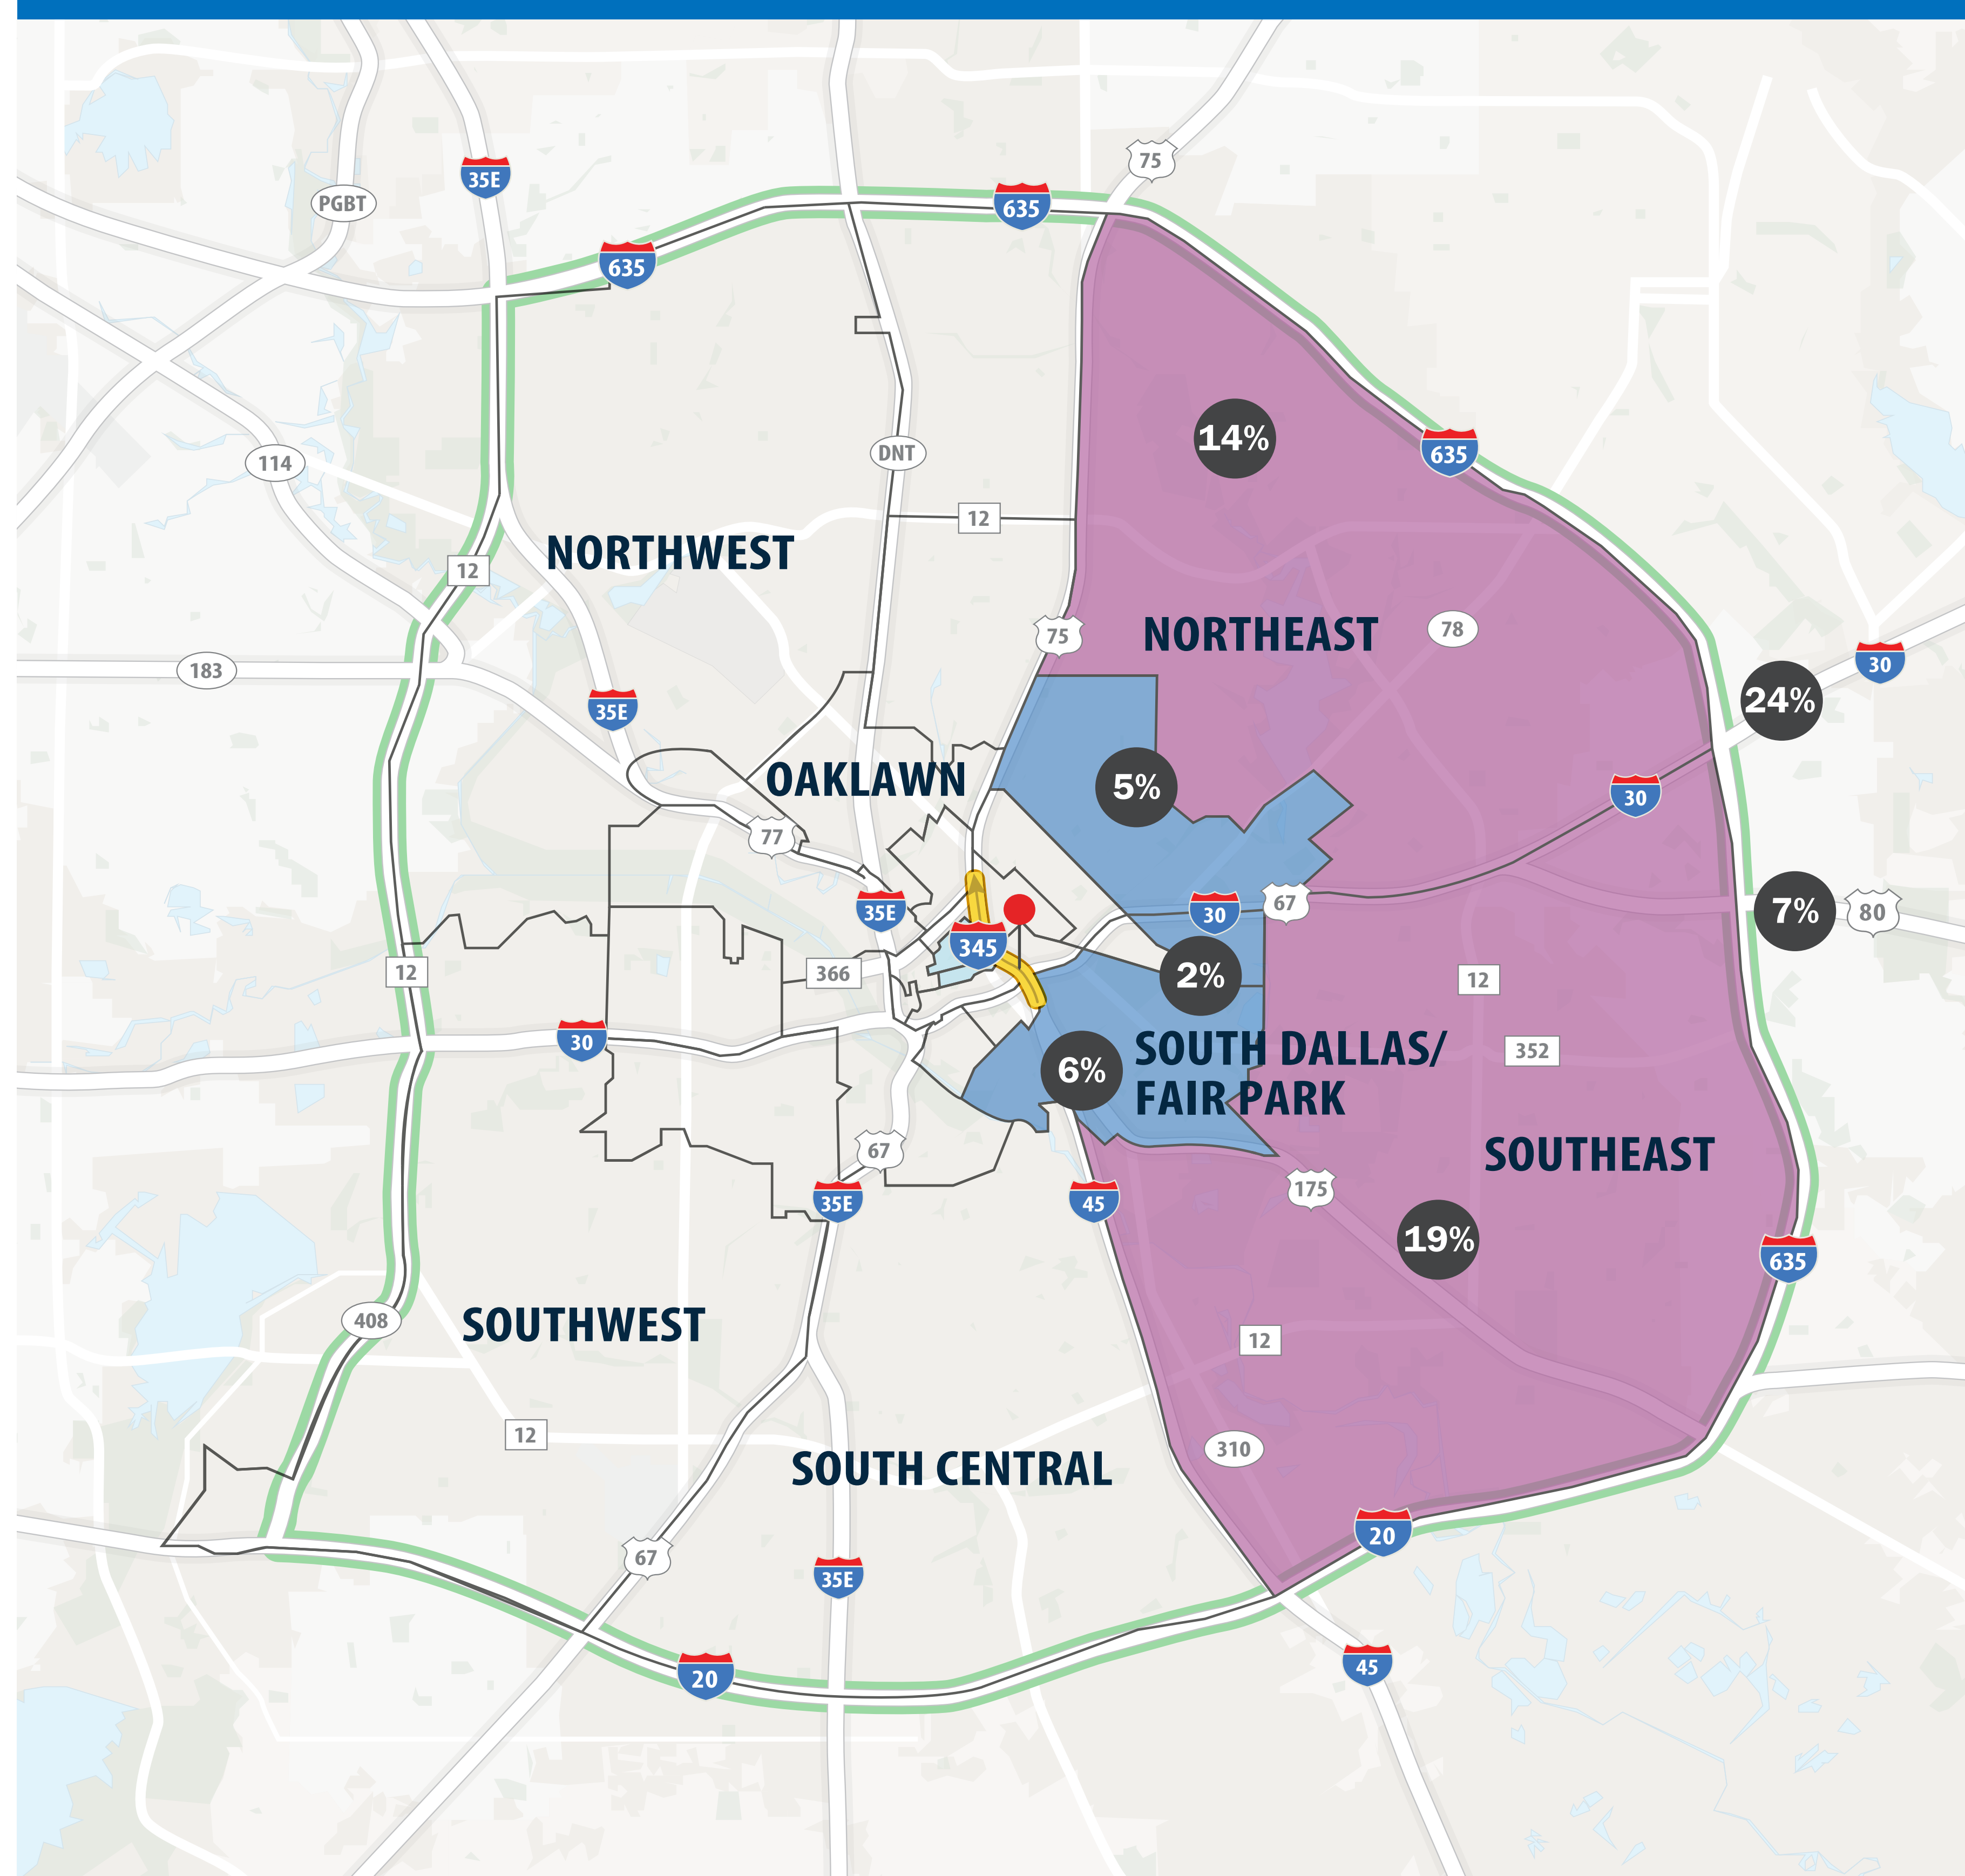 75
35E
PGBT
635
635
14%
635
DNT
114
12
NORTHWEST
12
78
NORTHEAST
75
30
183
24%
35E
OAKLAWN
5%
30
77
67
35E
30
7%
80
345
366
2%
12
12
30
6%
SOUTH DALLAS/
FAIR PARK
352
67
SOUTHEAST
175
35E
45
19%
635
408
SOUTHWEST
12
12
310
SOUTH CENTRAL
20
67
35E
45
20